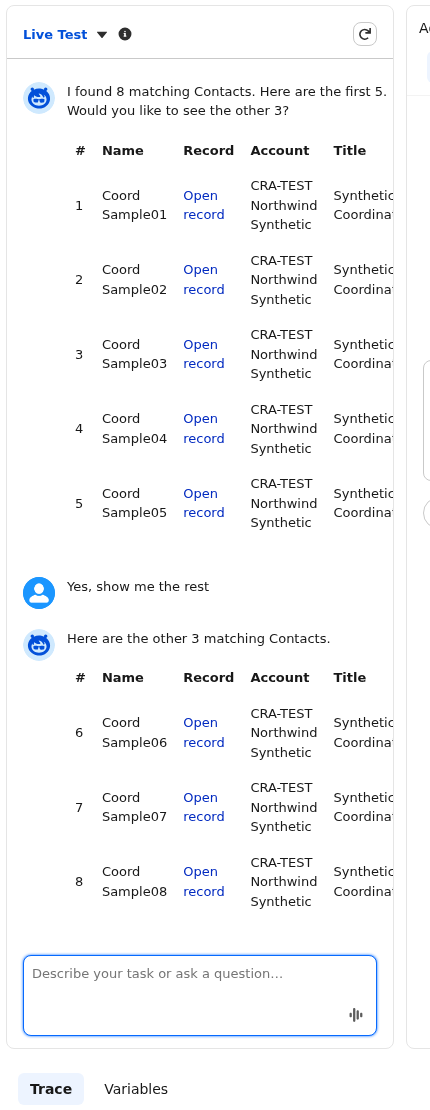 Live Test
I found 8 matching Contacts. Here are the first 5.
Would you like to see the other 3?
# Name Record Account Title
1 Coord Sample01 Open record CRA-TEST Northwind Synthetic Synthetic
2 Coord Sample02 Open record CRA-TEST Northwind Synthetic Synthetic
3 Coord Sample03 Open record CRA-TEST Northwind Synthetic Synthetic
4 Coord Sample04 Open record CRA-TEST Northwind Synthetic Synthetic
5 Coord Sample05 Open record CRA-TEST Northwind Synthetic Synthetic
Yes, show me the rest
Here are the other 3 matching Contacts.
# Name Record Account Title
6 Coord Sample06 Open record CRA-TEST Northwind Synthetic Synthetic
7 Coord Sample07 Open record CRA-TEST Northwind Synthetic Synthetic
8 Coord Sample08 Open record CRA-TEST Northwind Synthetic Synthetic
Describe your task or ask a question...
Trace Variables